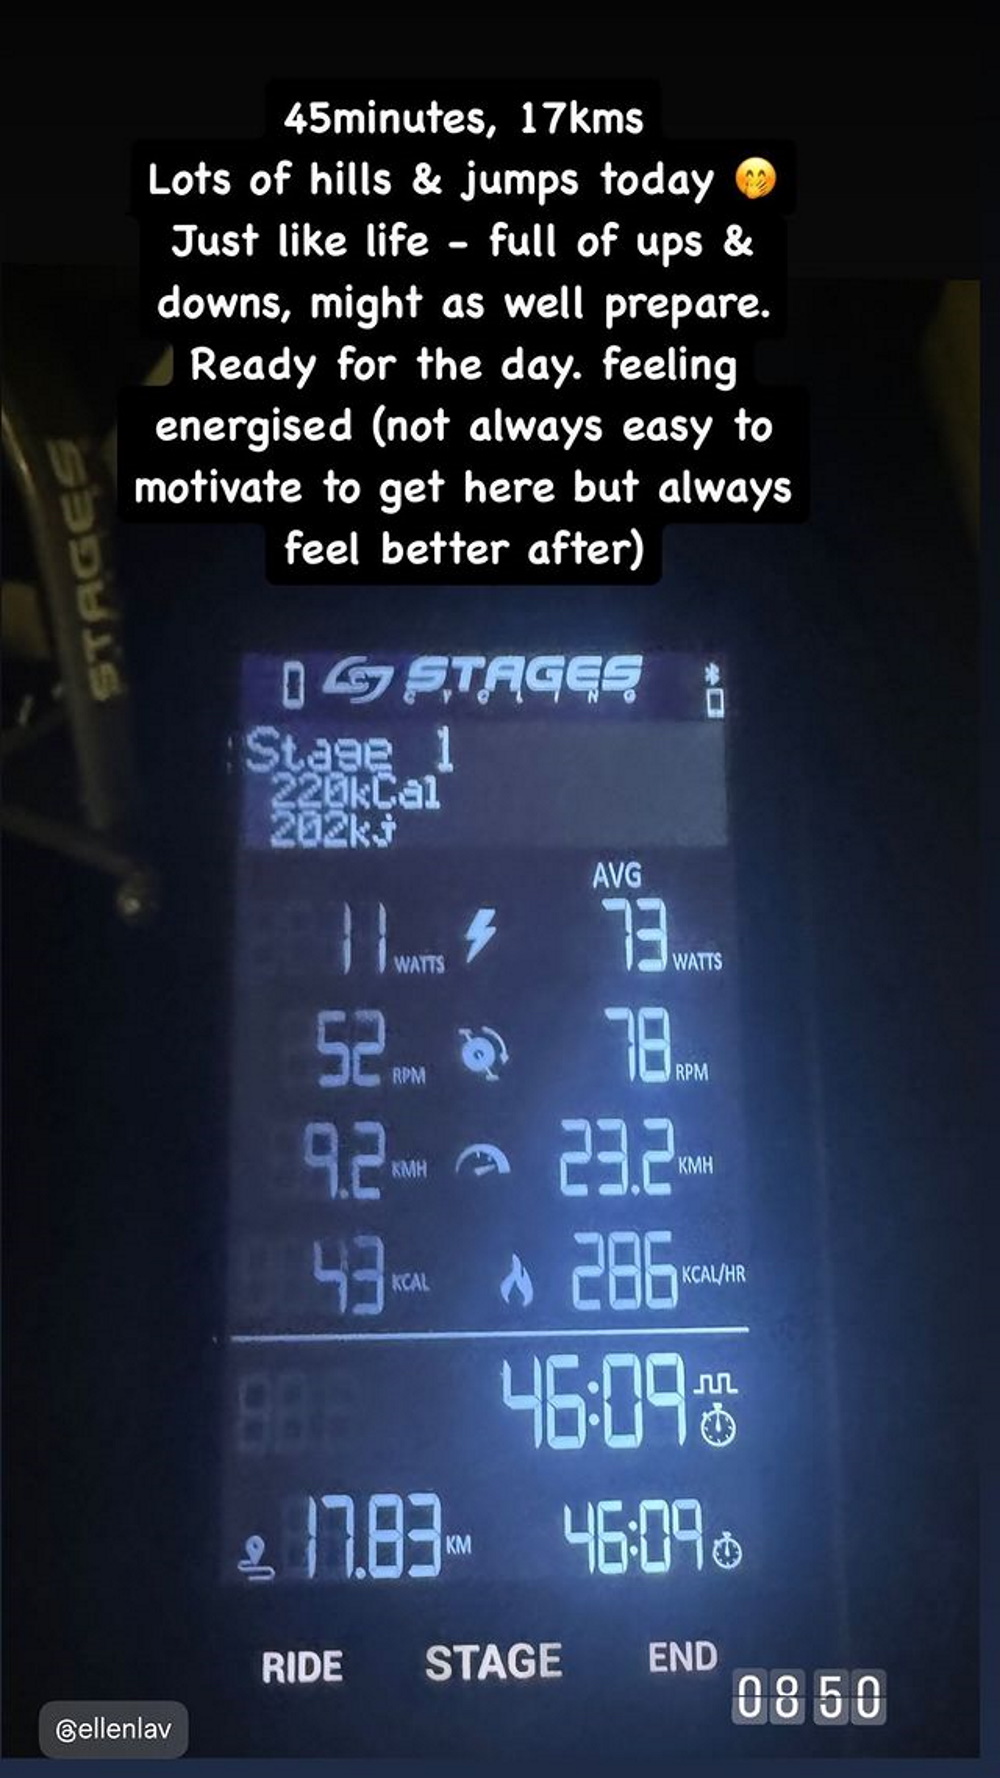 45minutes, 17kms
Lots of hills & jumps today 🤭
Just like life - full of ups &
downs, might as well prepare.
Ready for the day. feeling
energised (not always easy to
motivate to get here but always
feel better after)
STAGES
STAGES
CYCLING
Stage 1
220kCal
202kj
AVG
11 WATTS 73 WATTS
52 RPM 78 RPM
9.2 KMH 23.2 KMH
43 KCAL 286 KCAL/HR
46:09
17.83 KM 46:09
RIDE STAGE END
0850
@ellenlav